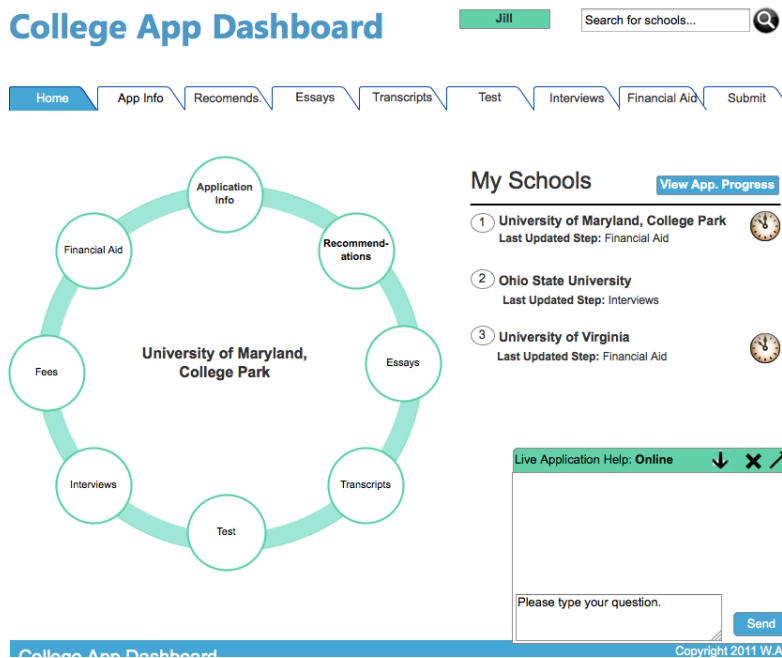 College App Dashboard
Jill
Search for schools...
Home
App Info
Recomends.
Essays
Transcripts
Test
Interviews
Financial Aid
Submit
Application
Info
Recommend-
ations
Essays
Transcripts
Test
Interviews
Fees
Financial Aid
University of Maryland,
College Park
My Schools
View App. Progress
1 University of Maryland, College Park
Last Updated Step: Financial Aid
2 Ohio State University
Last Updated Step: Interviews
3 University of Virginia
Last Updated Step: Financial Aid
Live Application Help: Online
Please type your question.
Send
College App Dashboard
Copyright 2011 W.A